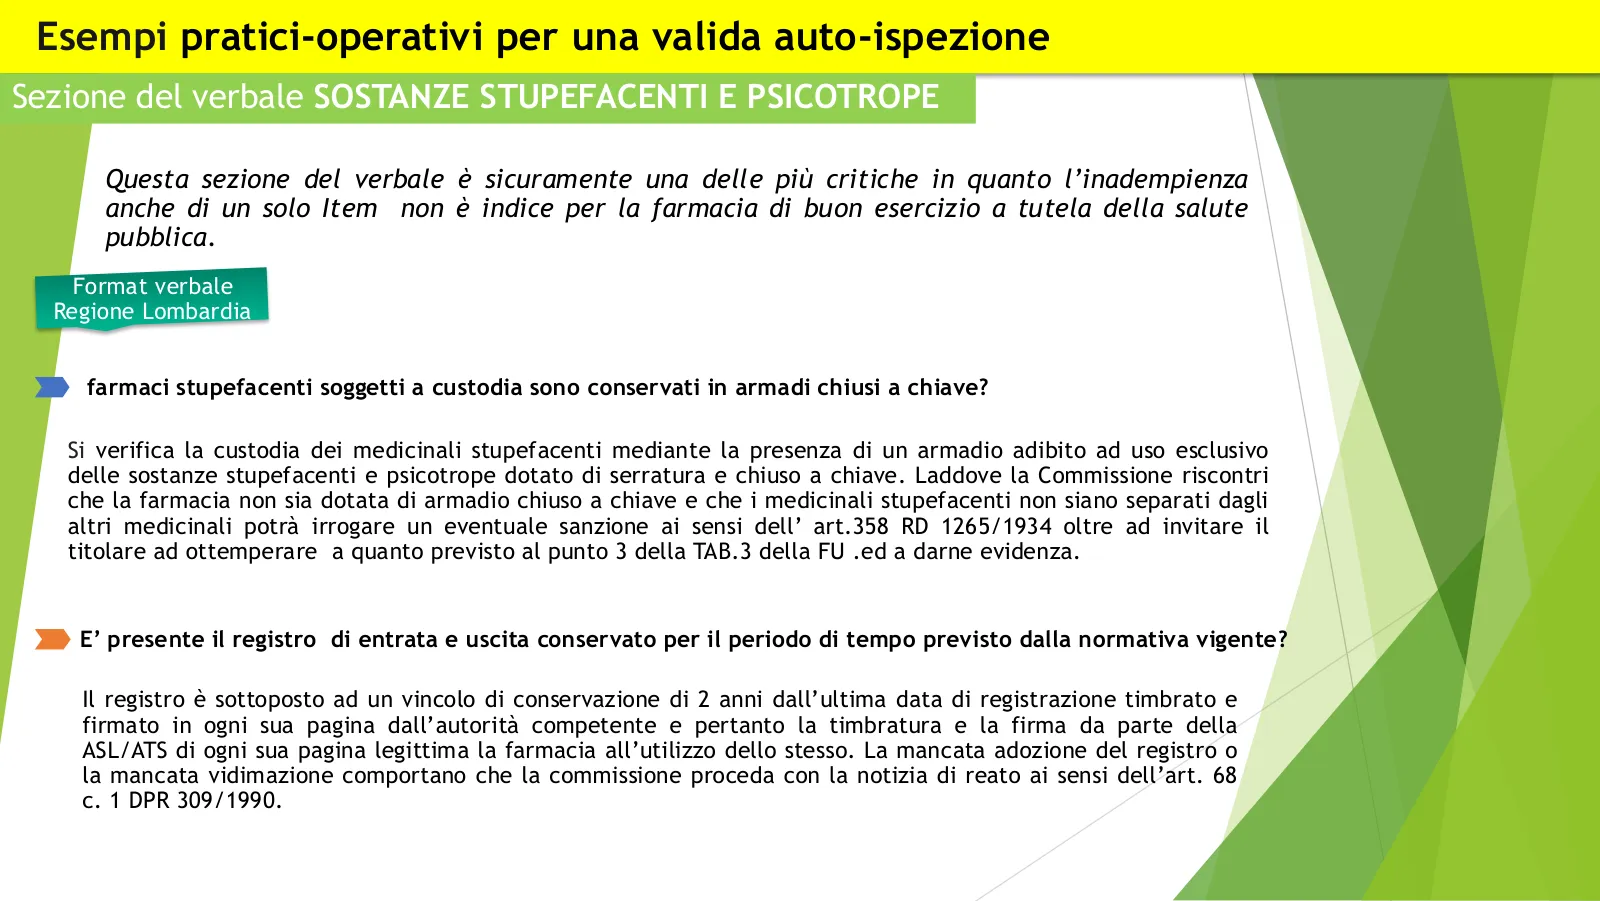 Esempi pratici-operativi per una valida auto-ispezione
Sezione del verbale SOSTANZE STUPEFACENTI E PSICOTROPE
Questa sezione del verbale è sicuramente una delle più critiche in quanto l’inadempienza
anche di un solo Item non è indice per la farmacia di buon esercizio a tutela della salute
pubblica.
Format verbale
Regione Lombardia
farmaci stupefacenti soggetti a custodia sono conservati in armadi chiusi a chiave?
Si verifica la custodia dei medicinali stupefacenti mediante la presenza di un armadio adibito ad uso esclusivo
delle sostanze stupefacenti e psicotrope dotato di serratura e chiuso a chiave. Laddove la Commissione riscontri
che la farmacia non sia dotata di armadio chiuso a chiave e che i medicinali stupefacenti non siano separati dagli
altri medicinali potrà irrogare un eventuale sanzione ai sensi dell’ art.358 RD 1265/1934 oltre ad invitare il
titolare ad ottemperare a quanto previsto al punto 3 della TAB.3 della FU .ed a darne evidenza.
E’ presente il registro di entrata e uscita conservato per il periodo di tempo previsto dalla normativa vigente?
Il registro è sottoposto ad un vincolo di conservazione di 2 anni dall’ultima data di registrazione timbrato e
firmato in ogni sua pagina dall’autorità competente e pertanto la timbratura e la firma da parte della
ASL/ATS di ogni sua pagina legittima la farmacia all’utilizzo dello stesso. La mancata adozione del registro o
la mancata vidimazione comportano che la commissione proceda con la notizia di reato ai sensi dell’art. 68
c. 1 DPR 309/1990.